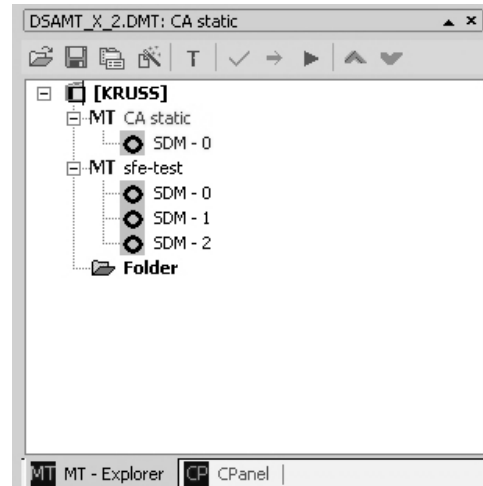 DSAMT_X_2.DMT: CA static
T
[KRUSS]
MT CA static
SDM - 0
MT sfe-test
SDM - 0
SDM - 1
SDM - 2
Folder
MT MT - Explorer CP CPanel